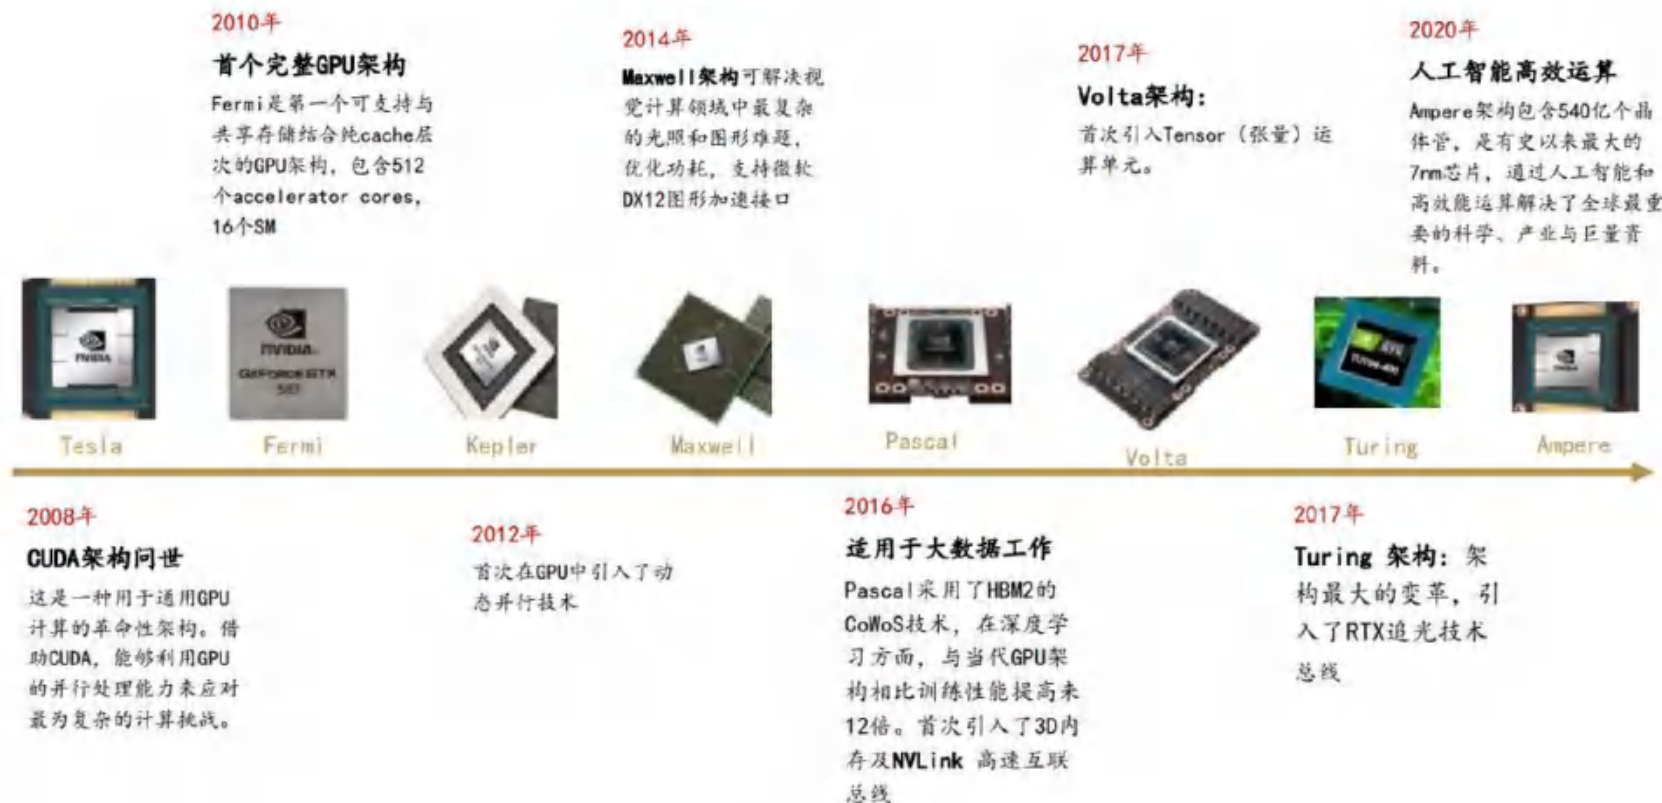 2010年
首个完整GPU架构
Fermi是第一个可支持与
共享存储结合纯cache层
次的GPU架构，包含512
个accelerator cores，
16个SM
2014年
Maxwell架构可解决视
觉计算领域中最复杂
的光照和图形难题，
优化功耗，支持微软
DX12图形加速接口
2017年
Volta架构：
首次引入Tensor（张量）运
算单元。
2020年
人工智能高效运算
Ampere架构包含540亿个晶
体管，是有史以来最大的
7nm芯片，通过人工智能和
高效能运算解决了全球最重
要的科学、产业与巨量资
料。
NVIDIA
GEFORCE GTX
RTX
Tesla
Fermi
Kepler
Maxwell
Pascal
Volta
Turing
Ampere
2008年
CUDA架构问世
这是一种用于通用GPU
计算的革命性架构。借
助CUDA，能够利用GPU
的并行处理能力来应对
最为复杂的计算挑战。
2012年
首次在GPU中引入了动
态并行技术
2016年
适用于大数据工作
Pascal采用了HBM2的
CoWoS技术，在深度学
习方面，与当代GPU架
构相比训练性能提高来
12倍。首次引入了3D内
存及NVLink 高速互联
总线
2017年
Turing 架构：架
构最大的变革，引
入了RTX追光技术
总线